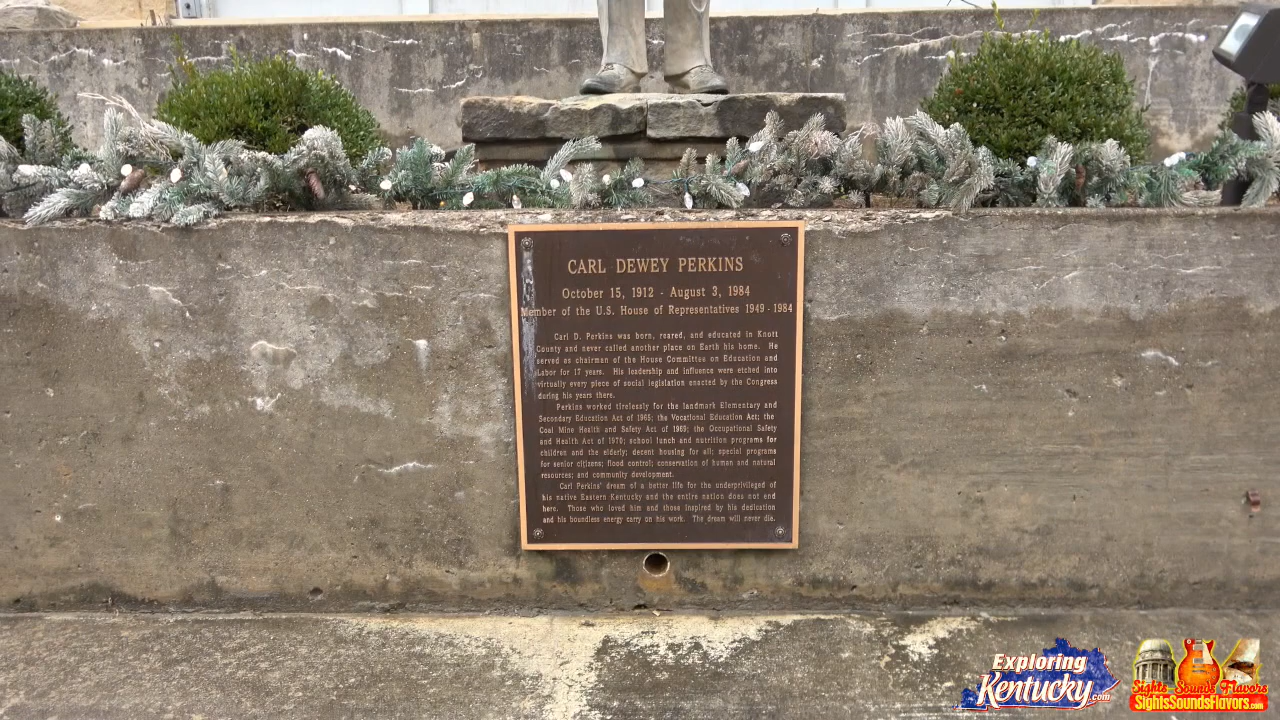 CARL DEWEY PERKINS
October 15, 1912 - August 3, 1984
Member of the U.S. House of Representatives 1949 - 1984
Carl D. Perkins was born, reared, and educated in Knott
County and never called another place on Earth his home. He
served as chairman of the House Committee on Education and
Labor for 17 years. His leadership and influence were etched into
virtually every piece of social legislation enacted by the Congress
during his years there.
Perkins worked tirelessly for the landmark Elementary and
Secondary Education Act of 1965; the Vocational Education Act; the
Coal Mine Health and Safety Act of 1969; the Occupational Safety
and Health Act of 1970; school lunch and nutrition programs for
children and the elderly; decent housing for all; special programs
for senior citizens; flood control; conservation of human and natural
resources; and community development.
Carl Perkins' dream of a better life for the underprivileged of
his native Eastern Kentucky and the entire nation does not end
here. Those who loved him and those inspired by his dedication
and his boundless energy carry on his work. The dream will never die.
Exploring
Kentucky.com
Sights Sounds Flavors
SightsSoundsFlavors.com